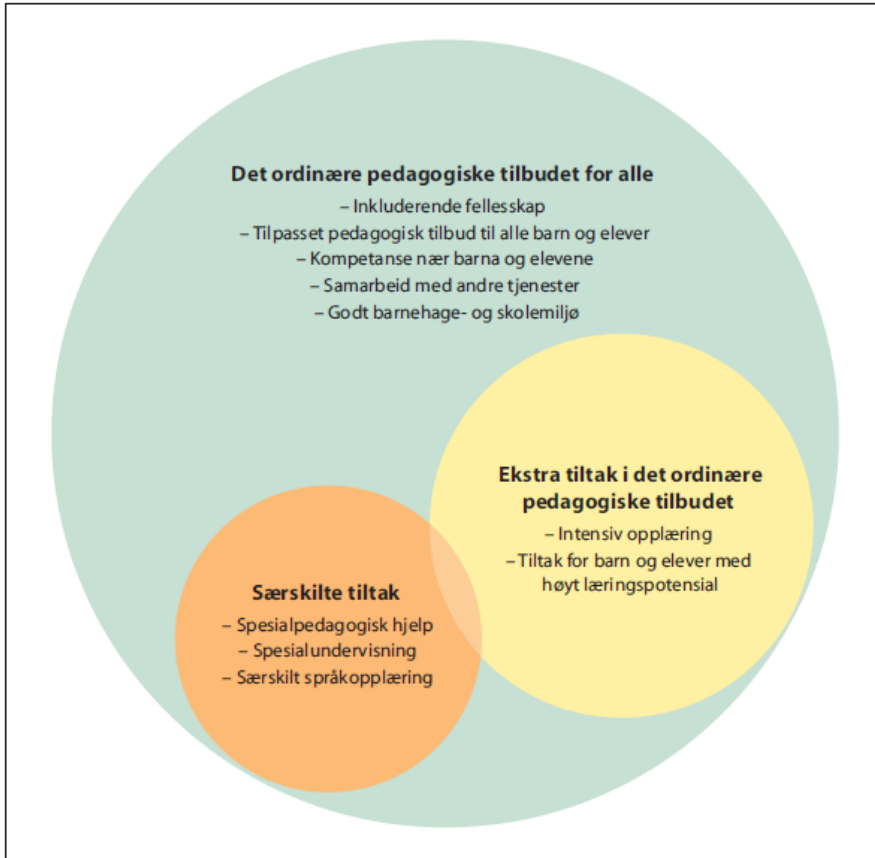 Det ordinære pedagogiske tilbudet for alle
– Inkluderende fellesskap
– Tilpasset pedagogisk tilbud til alle barn og elever
– Kompetanse nær barna og elevene
– Samarbeid med andre tjenester
– Godt barnehage- og skolemiljø
Ekstra tiltak i det ordinære
pedagogiske tilbudet
– Intensiv opplæring
– Tiltak for barn og elever med
høyt læringspotensial
Særskilte tiltak
– Spesialpedagogisk hjelp
– Spesialundervisning
– Særskilt språkopplæring